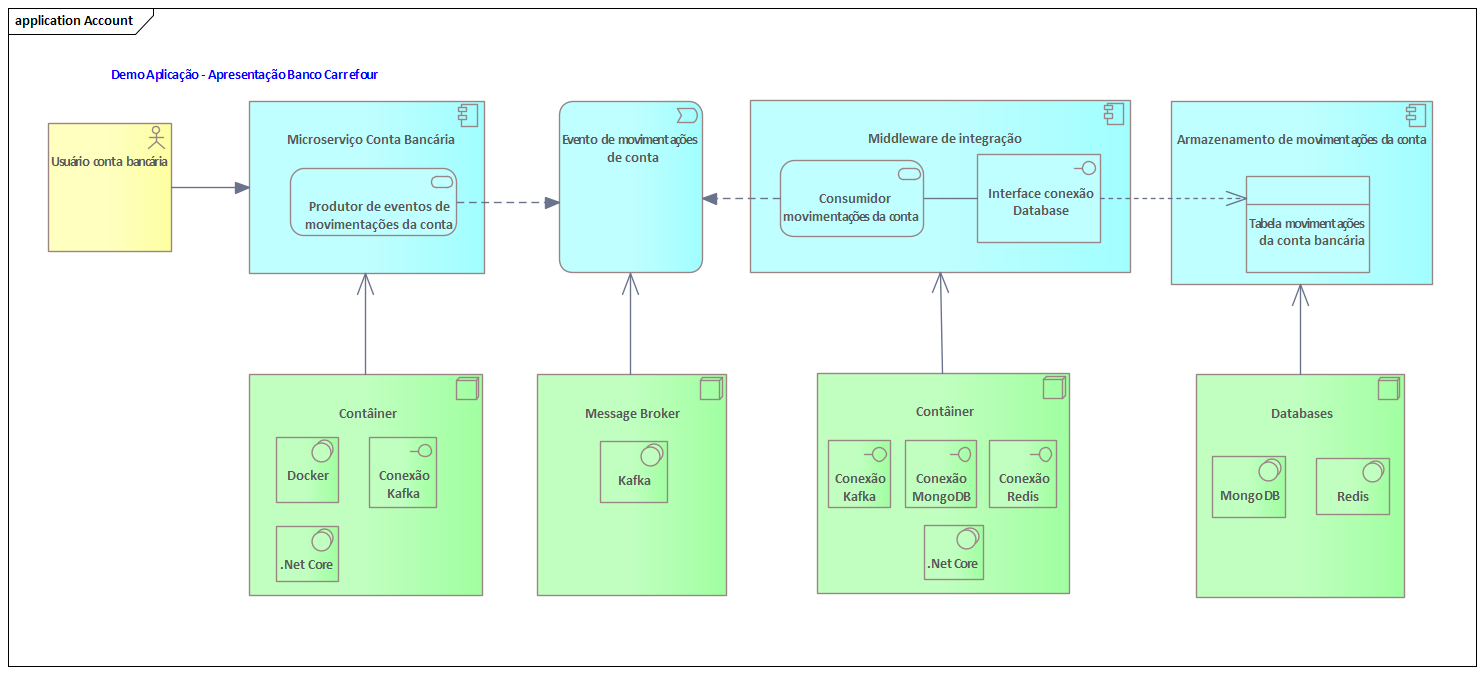 application Account
Demo Aplicação - Apresentação Banco Carrefour
Usuário conta bancária
Microserviço Conta Bancária
Produtor de eventos de
movimentações da conta
Evento de movimentações
de conta
Middleware de integração
Consumidor
movimentações da conta
Interface conexão
Database
Armazenamento de movimentações da conta
Tabela movimentações
da conta bancária
Contâiner
Docker
Conexão
Kafka
.Net Core
Message Broker
Kafka
Contâiner
Conexão
Kafka
Conexão
MongoDB
Conexão
Redis
.Net Core
Databases
MongoDB
Redis